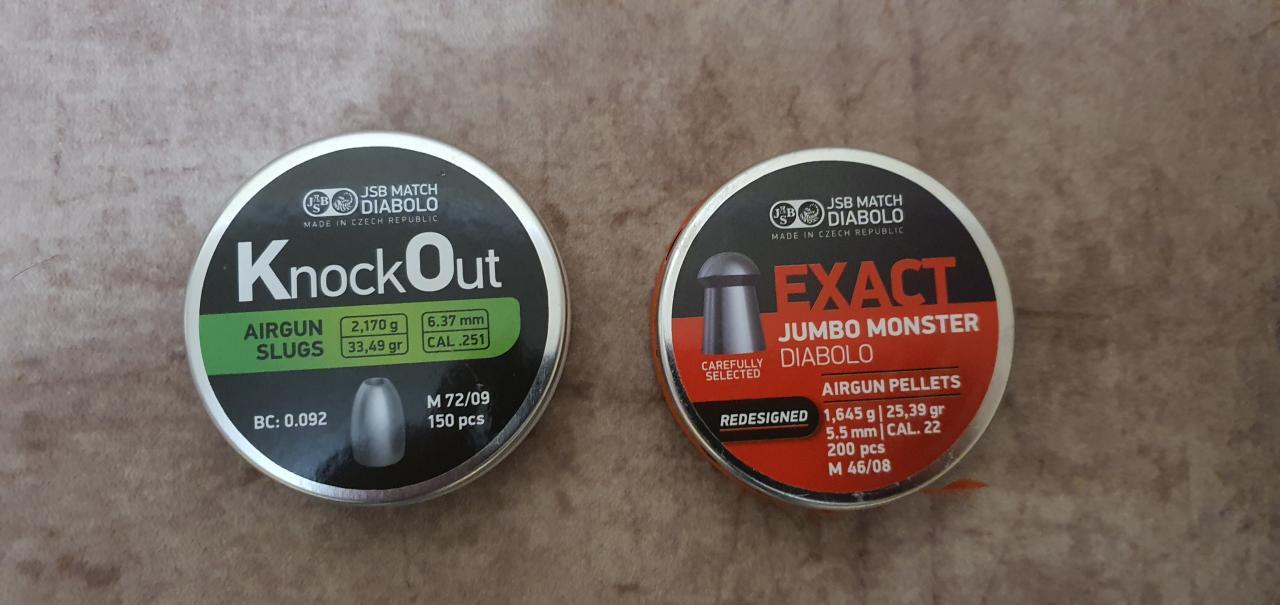 JSB
JSB MATCH
DIABOLO
MADE IN CZECH REPUBLIC
KnockOut
AIRGUN
SLUGS
2,170 g
33,49 gr
6.37 mm
CAL .251
BC: 0.092
M 72/09
150 pcs
JSB
JSB MATCH
DIABOLO
MADE IN CZECH REPUBLIC
EXACT
JUMBO MONSTER
DIABOLO
CAREFULLY
SELECTED
AIRGUN PELLETS
REDESIGNED
1,645 g | 25,39 gr
5.5 mm | CAL. 22
200 pcs
M 46/08